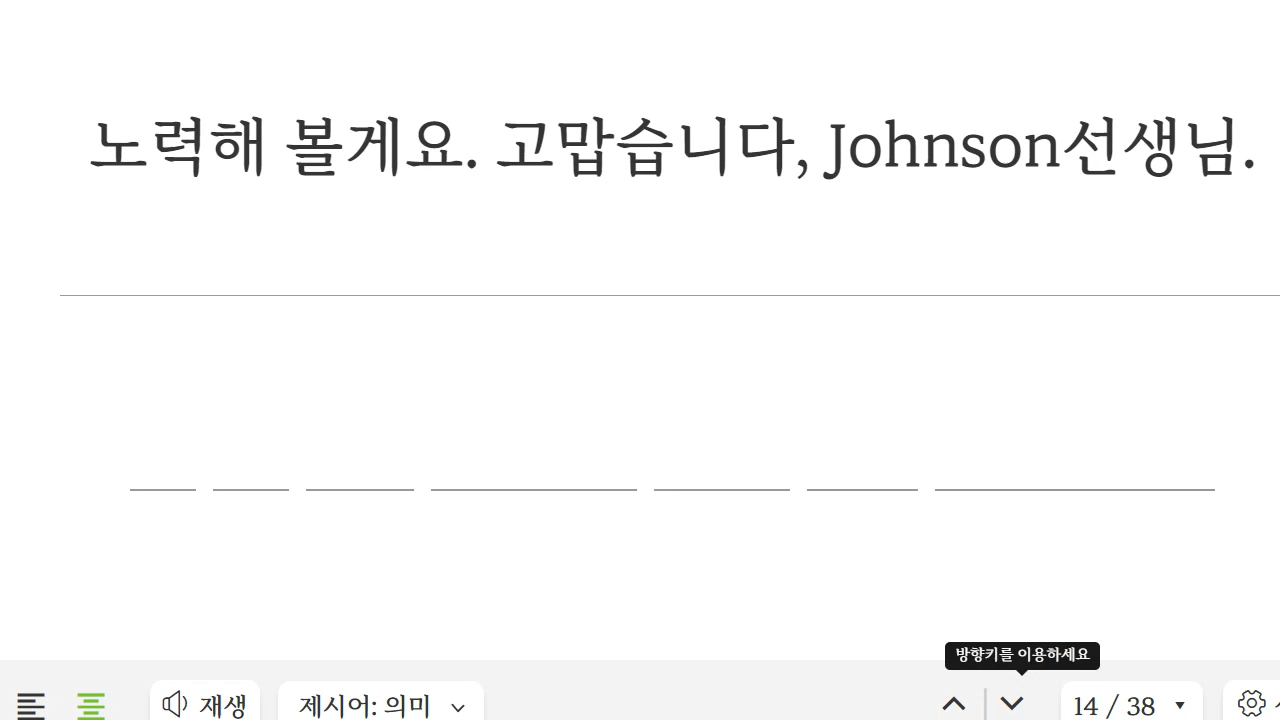 노력해 볼게요. 고맙습니다, Johnson선생님.
방향키를 이용하세요
재생
제시어: 의미
14 / 38